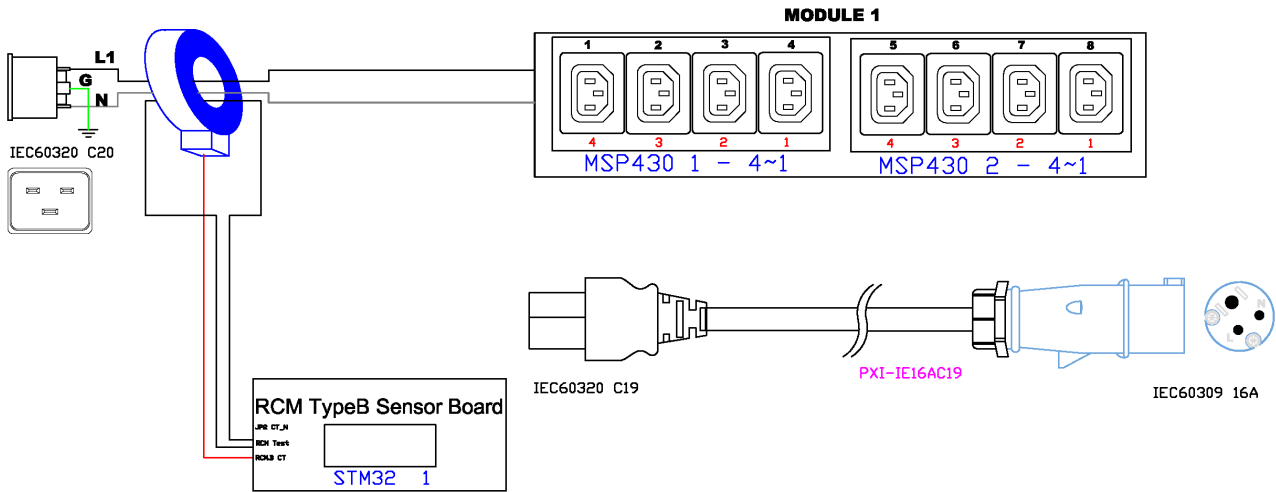 MODULE 1
1 2 3 4 5 6 7 8
L1
G
N
4 3 2 1 4 3 2 1
MSP430 1 - 4~1 MSP430 2 - 4~1
IEC60320 C20
PXI-IE16AC19
N
L
IEC60320 C19
IEC60309 16A
RCM TypeB Sensor Board
JPR CT_N
RCM Test
RCM.B CT
STM32 1